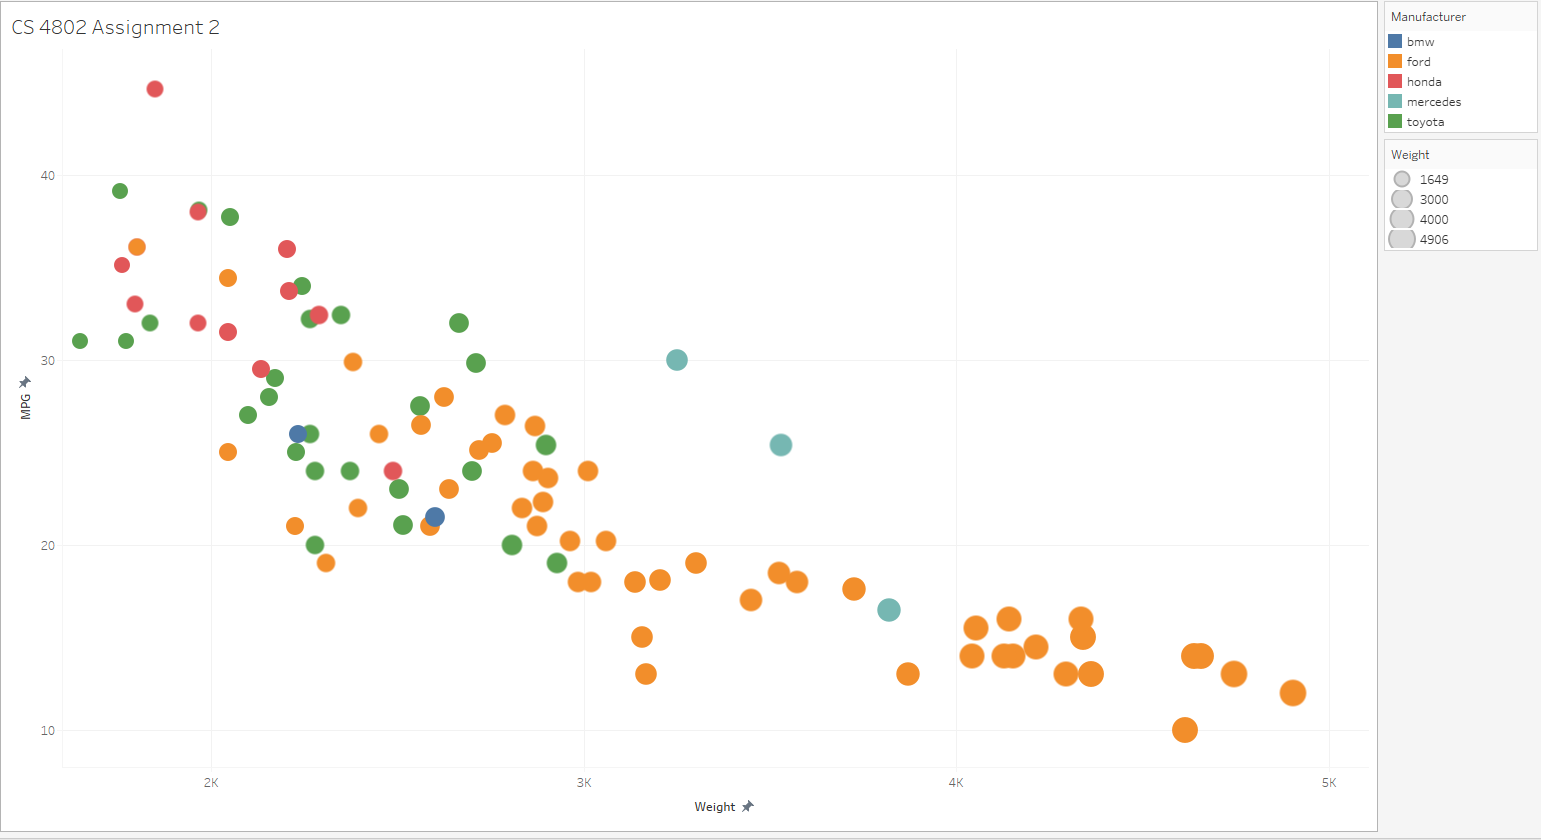 CS 4802 Assignment 2
40
30
20
10
MPG
2K
3K
4K
5K
Weight
Manufacturer
bmw
ford
honda
mercedes
toyota
Weight
1649
3000
4000
4906